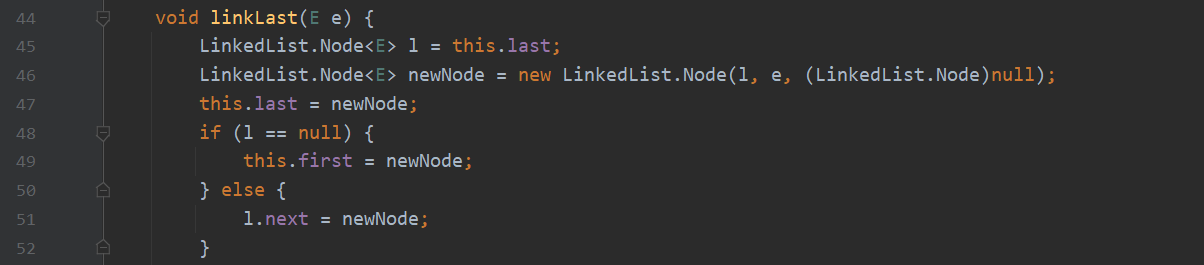 44 void linkLast(E e) {
45 LinkedList.Node<E> l = this.last;
46 LinkedList.Node<E> newNode = new LinkedList.Node(l, e, (LinkedList.Node)null);
47 this.last = newNode;
48 if (l == null) {
49 this.first = newNode;
50 } else {
51 l.next = newNode;
52 }